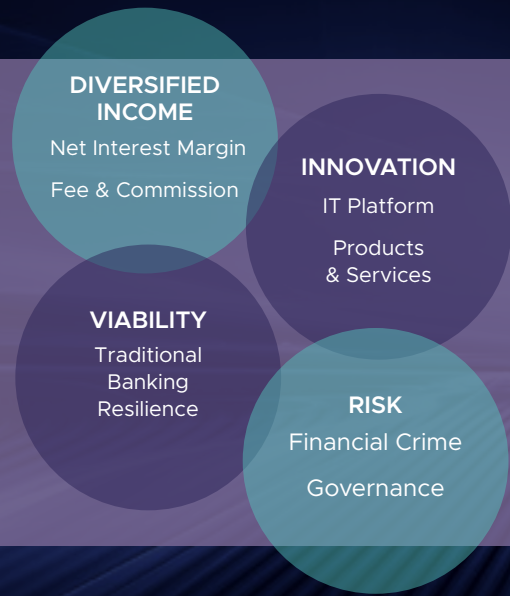 DIVERSIFIED
INCOME
Net Interest Margin
Fee & Commission
INNOVATION
IT Platform
Products
& Services
VIABILITY
Traditional
Banking
Resilience
RISK
Financial Crime
Governance